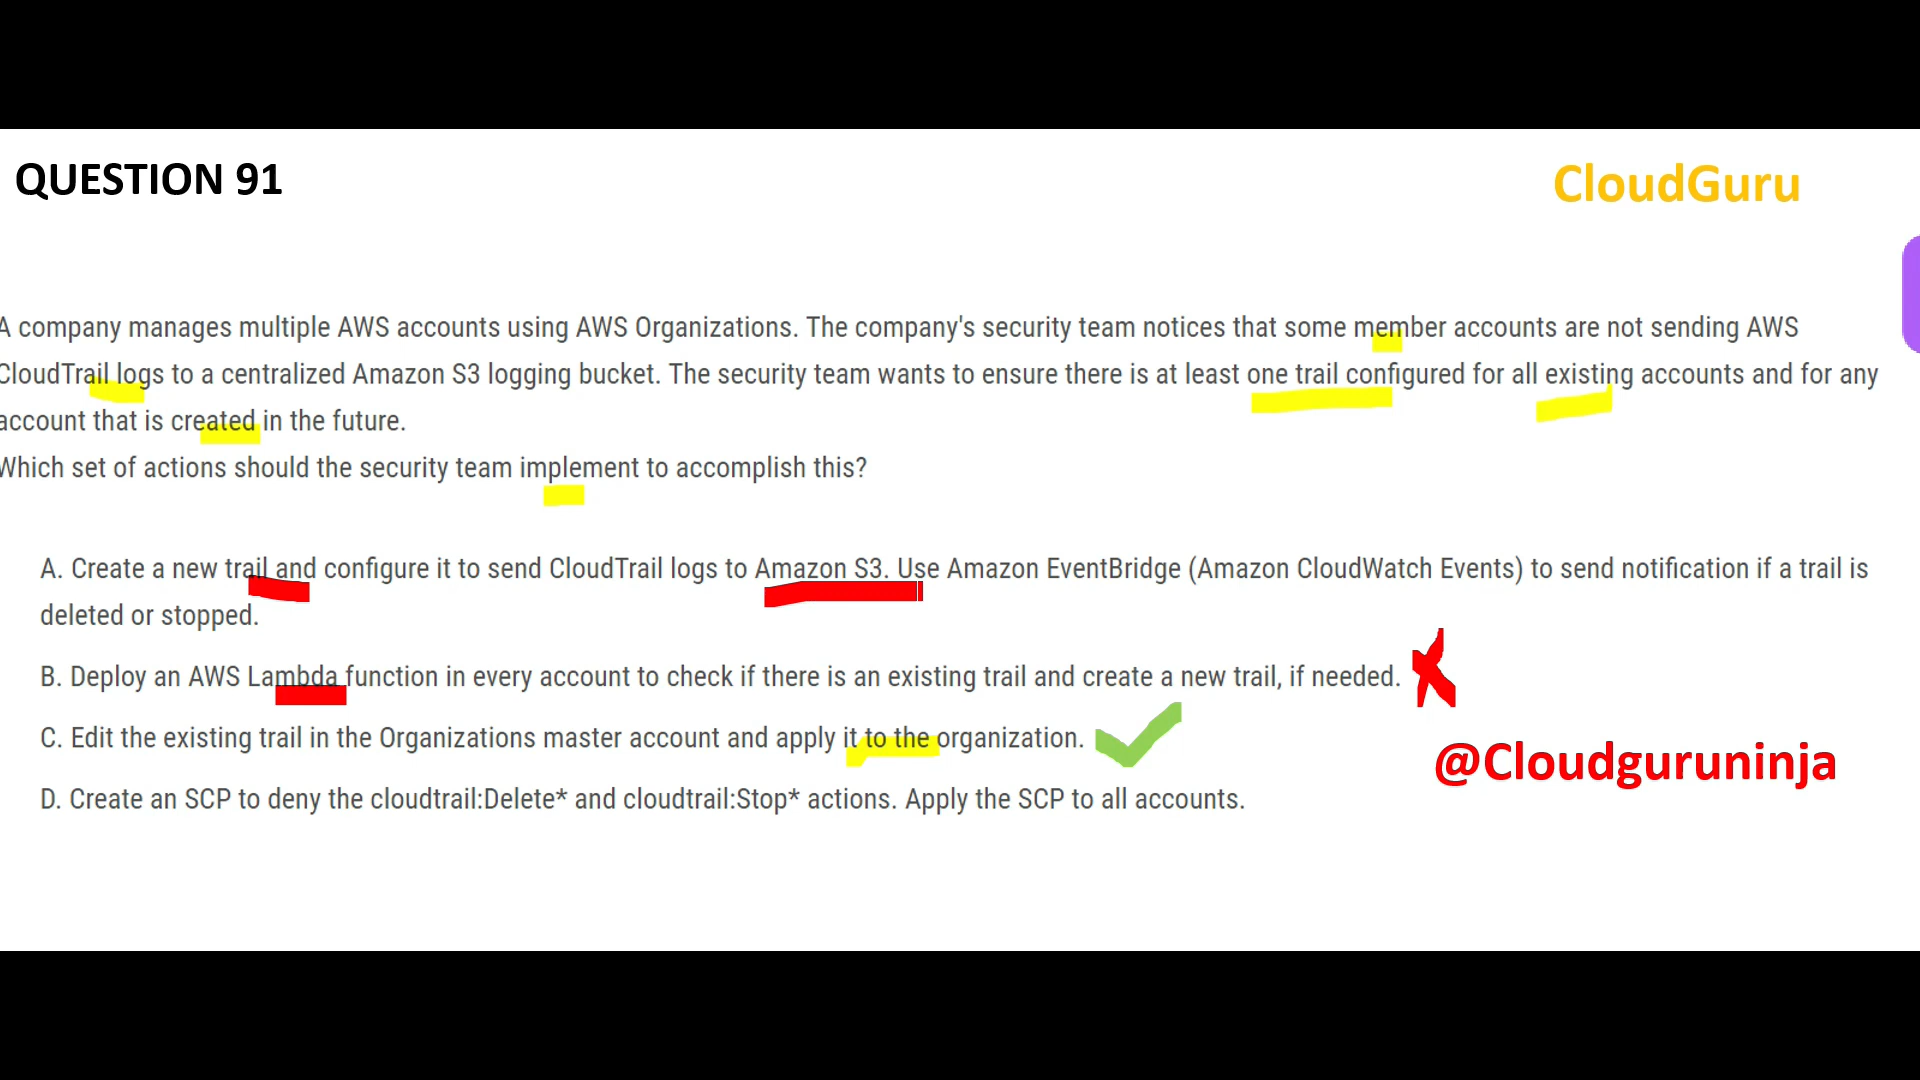 QUESTION 91
CloudGuru
A company manages multiple AWS accounts using AWS Organizations. The company's security team notices that some member accounts are not sending AWS
CloudTrail logs to a centralized Amazon S3 logging bucket. The security team wants to ensure there is at least one trail configured for all existing accounts and for any
account that is created in the future.
Which set of actions should the security team implement to accomplish this?
A. Create a new trail and configure it to send CloudTrail logs to Amazon S3. Use Amazon EventBridge (Amazon CloudWatch Events) to send notification if a trail is
deleted or stopped.
B. Deploy an AWS Lambda function in every account to check if there is an existing trail and create a new trail, if needed.
C. Edit the existing trail in the Organizations master account and apply it to the organization.
@Cloudguruninja
D. Create an SCP to deny the cloudtrail:Delete* and cloudtrail:Stop* actions. Apply the SCP to all accounts.